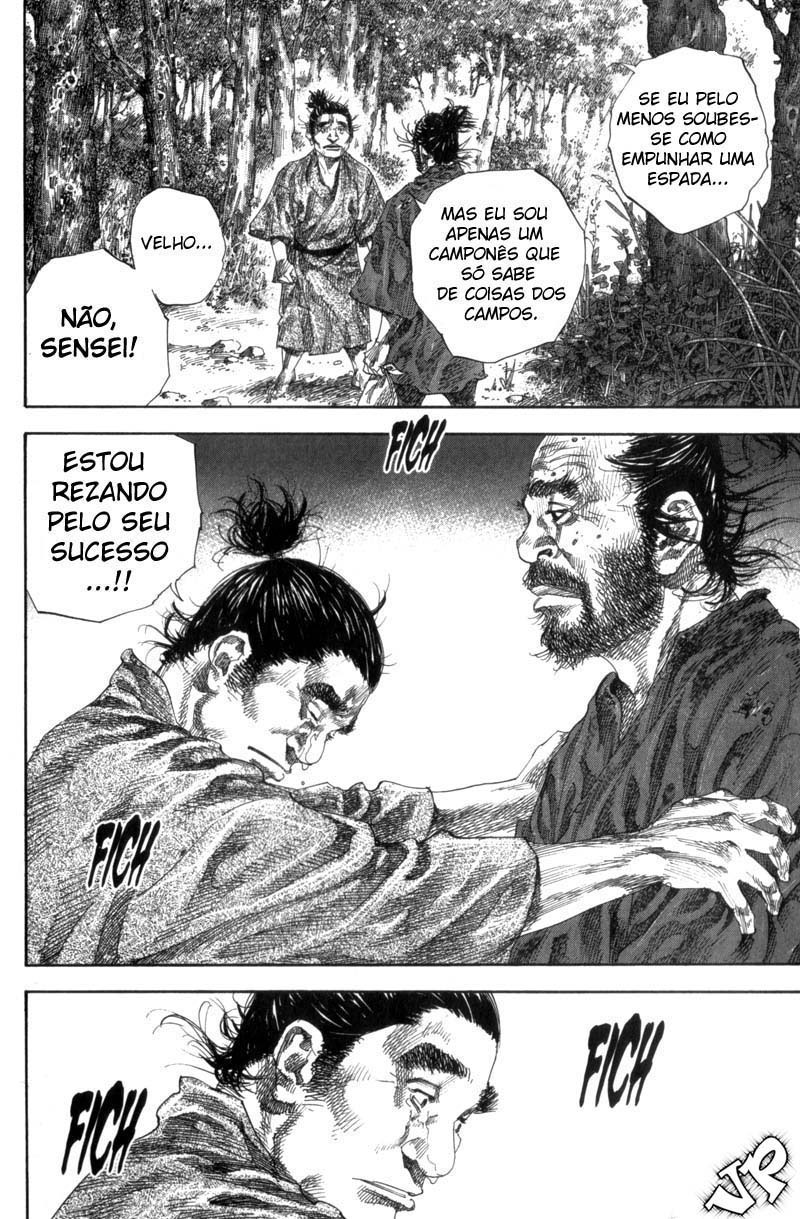 SE EU PELO
MENOS SOUBES-
SE COMO
EMPUNHAR UMA
ESPADA...
MAS EU SOU
APENAS UM
CAMPONÊS QUE
SÓ SABE
DE COISAS DOS
CAMPOS.
VELHO...
NÃO,
SENSEI!
FICH
ESTOU
REZANDO
PELO SEU
SUCESSO
...!!
FICH
FICH
FICH
VP